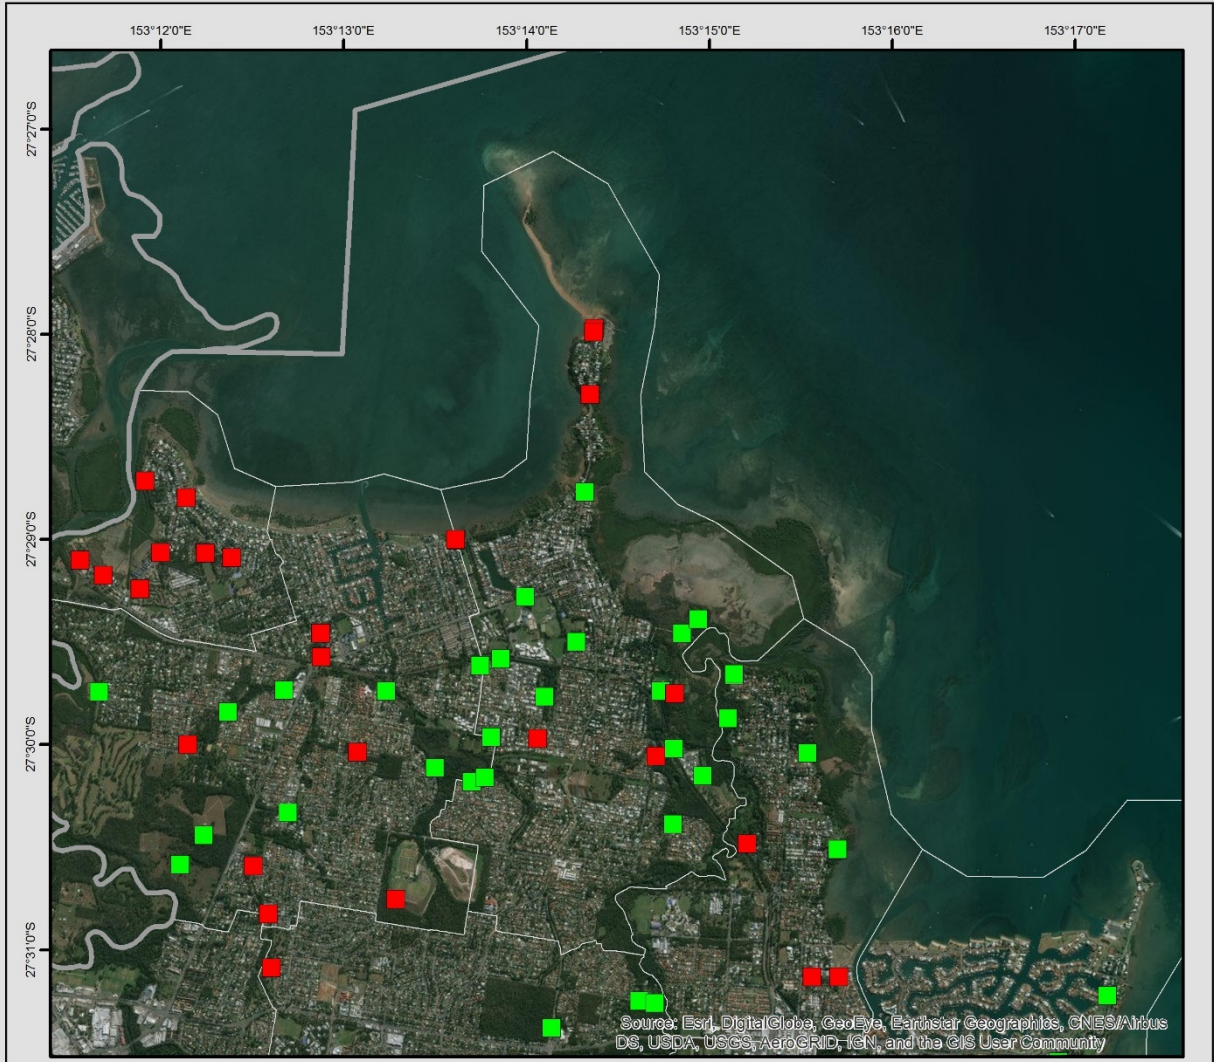 153°12'0"E 153°13'0"E 153°14'0"E 153°15'0"E 153°16'0"E 153°17'0"E
27°27'0"S
27°28'0"S
27°29'0"S
27°30'0"S
27°31'0"S
Source: Esri, DigitalGlobe, GeoEye, Earthstar Geographics, CNES/Airbus
DS, USDA, USGS, AeroGRID, IGN, and the GIS User Community